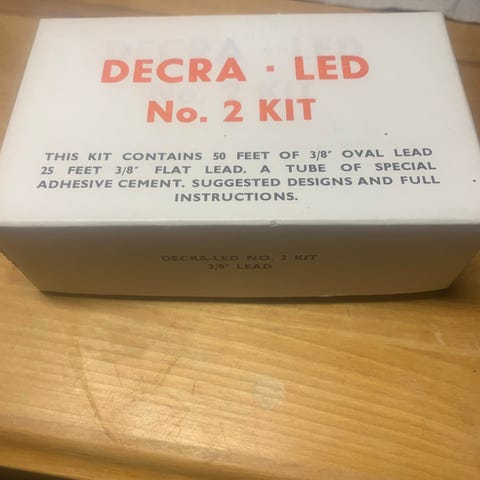 DECRA · LED
No. 2 KIT
THIS KIT CONTAINS 50 FEET OF 3/8″ OVAL LEAD
25 FEET 3/8″ FLAT LEAD. A TUBE OF SPECIAL
ADHESIVE CEMENT. SUGGESTED DESIGNS AND FULL
INSTRUCTIONS.
DECRA-LED NO. 2 KIT
3/8″ LEAD